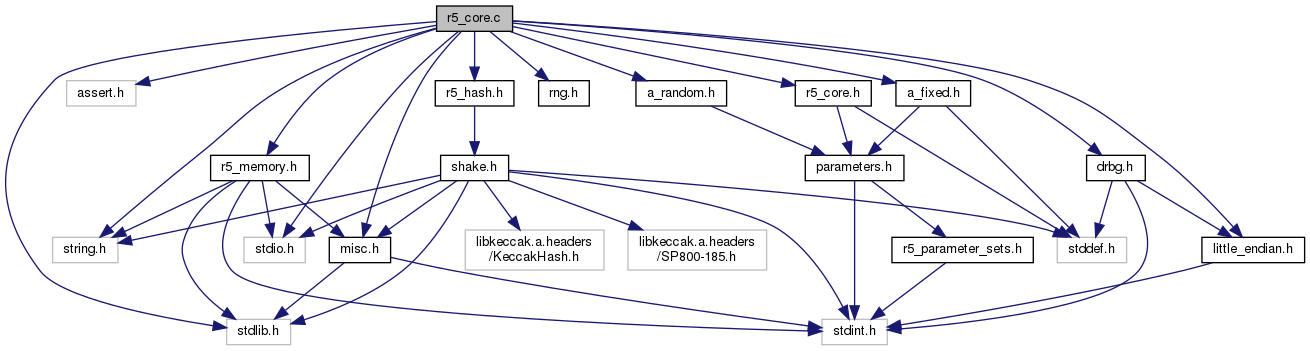 r5_core.c
assert.h
r5_hash.h
rng.h
a_random.h
r5_core.h
a_fixed.h
r5_memory.h
shake.h
parameters.h
drbg.h
string.h
stdio.h
misc.h
libkeccak.a.headers
/KeccakHash.h
libkeccak.a.headers
/SP800-185.h
r5_parameter_sets.h
stddef.h
little_endian.h
stdlib.h
stdint.h